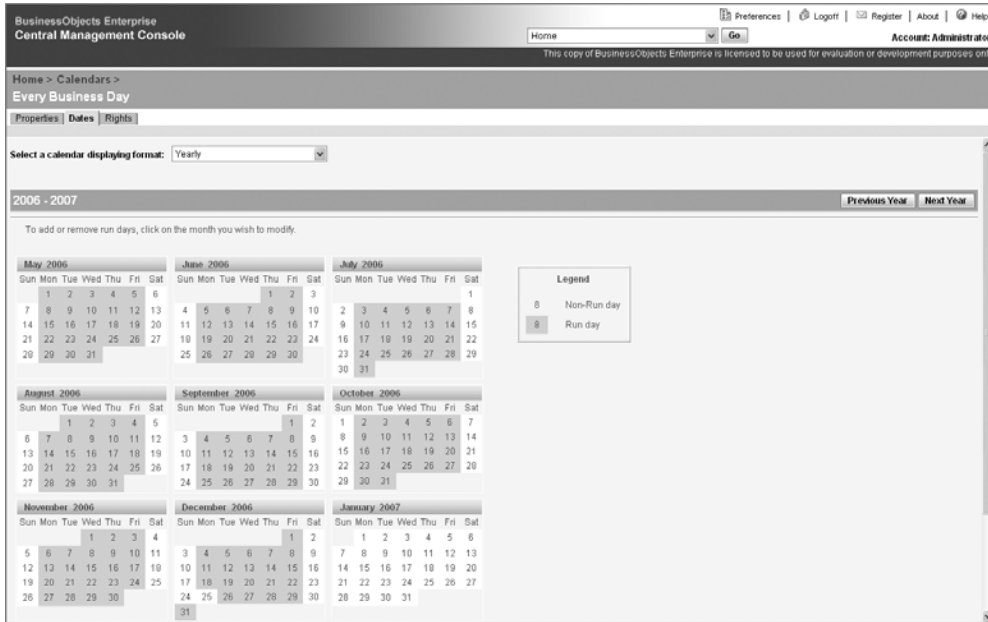 BusinessObjects Enterprise
Central Management Console
Preferences | Logoff | Register | About | Help
Home Go Account: Administrator
This copy of BusinessObjects Enterprise is licensed to be used for evaluation or development purposes onl
Home > Calendars >
Every Business Day
Properties | Dates | Rights
Select a calendar displaying format: Yearly
2006 - 2007 Previous Year Next Year
To add or remove run days, click on the month you wish to modify.
May 2006
Sun Mon Tue Wed Thu Fri Sat
1 2 3 4 5 6
7 8 9 10 11 12 13
14 15 16 17 18 19 20
21 22 23 24 25 26 27
28 29 30 31
June 2006
Sun Mon Tue Wed Thu Fri Sat
1 2 3
4 5 6 7 8 9 10
11 12 13 14 15 16 17
18 19 20 21 22 23 24
25 26 27 28 29 30
July 2006
Sun Mon Tue Wed Thu Fri Sat
1
2 3 4 5 6 7 8
9 10 11 12 13 14 15
16 17 18 19 20 21 22
23 24 25 26 27 28 29
30 31
Legend
8 Non-Run day
8 Run day
August 2006
Sun Mon Tue Wed Thu Fri Sat
1 2 3 4 5
6 7 8 9 10 11 12
13 14 15 16 17 18 19
20 21 22 23 24 25 26
27 28 29 30 31
September 2006
Sun Mon Tue Wed Thu Fri Sat
1 2
3 4 5 6 7 8 9
10 11 12 13 14 15 16
17 18 19 20 21 22 23
24 25 26 27 28 29 30
October 2006
Sun Mon Tue Wed Thu Fri Sat
1 2 3 4 5 6 7
8 9 10 11 12 13 14
15 16 17 18 19 20 21
22 23 24 25 26 27 28
29 30 31
November 2006
Sun Mon Tue Wed Thu Fri Sat
1 2 3 4
5 6 7 8 9 10 11
12 13 14 15 16 17 18
19 20 21 22 23 24 25
26 27 28 29 30
December 2006
Sun Mon Tue Wed Thu Fri Sat
1 2
3 4 5 6 7 8 9
10 11 12 13 14 15 16
17 18 19 20 21 22 23
24 25 26 27 28 29 30
31
January 2007
Sun Mon Tue Wed Thu Fri Sat
1 2 3 4 5 6
7 8 9 10 11 12 13
14 15 16 17 18 19 20
21 22 23 24 25 26 27
28 29 30 31